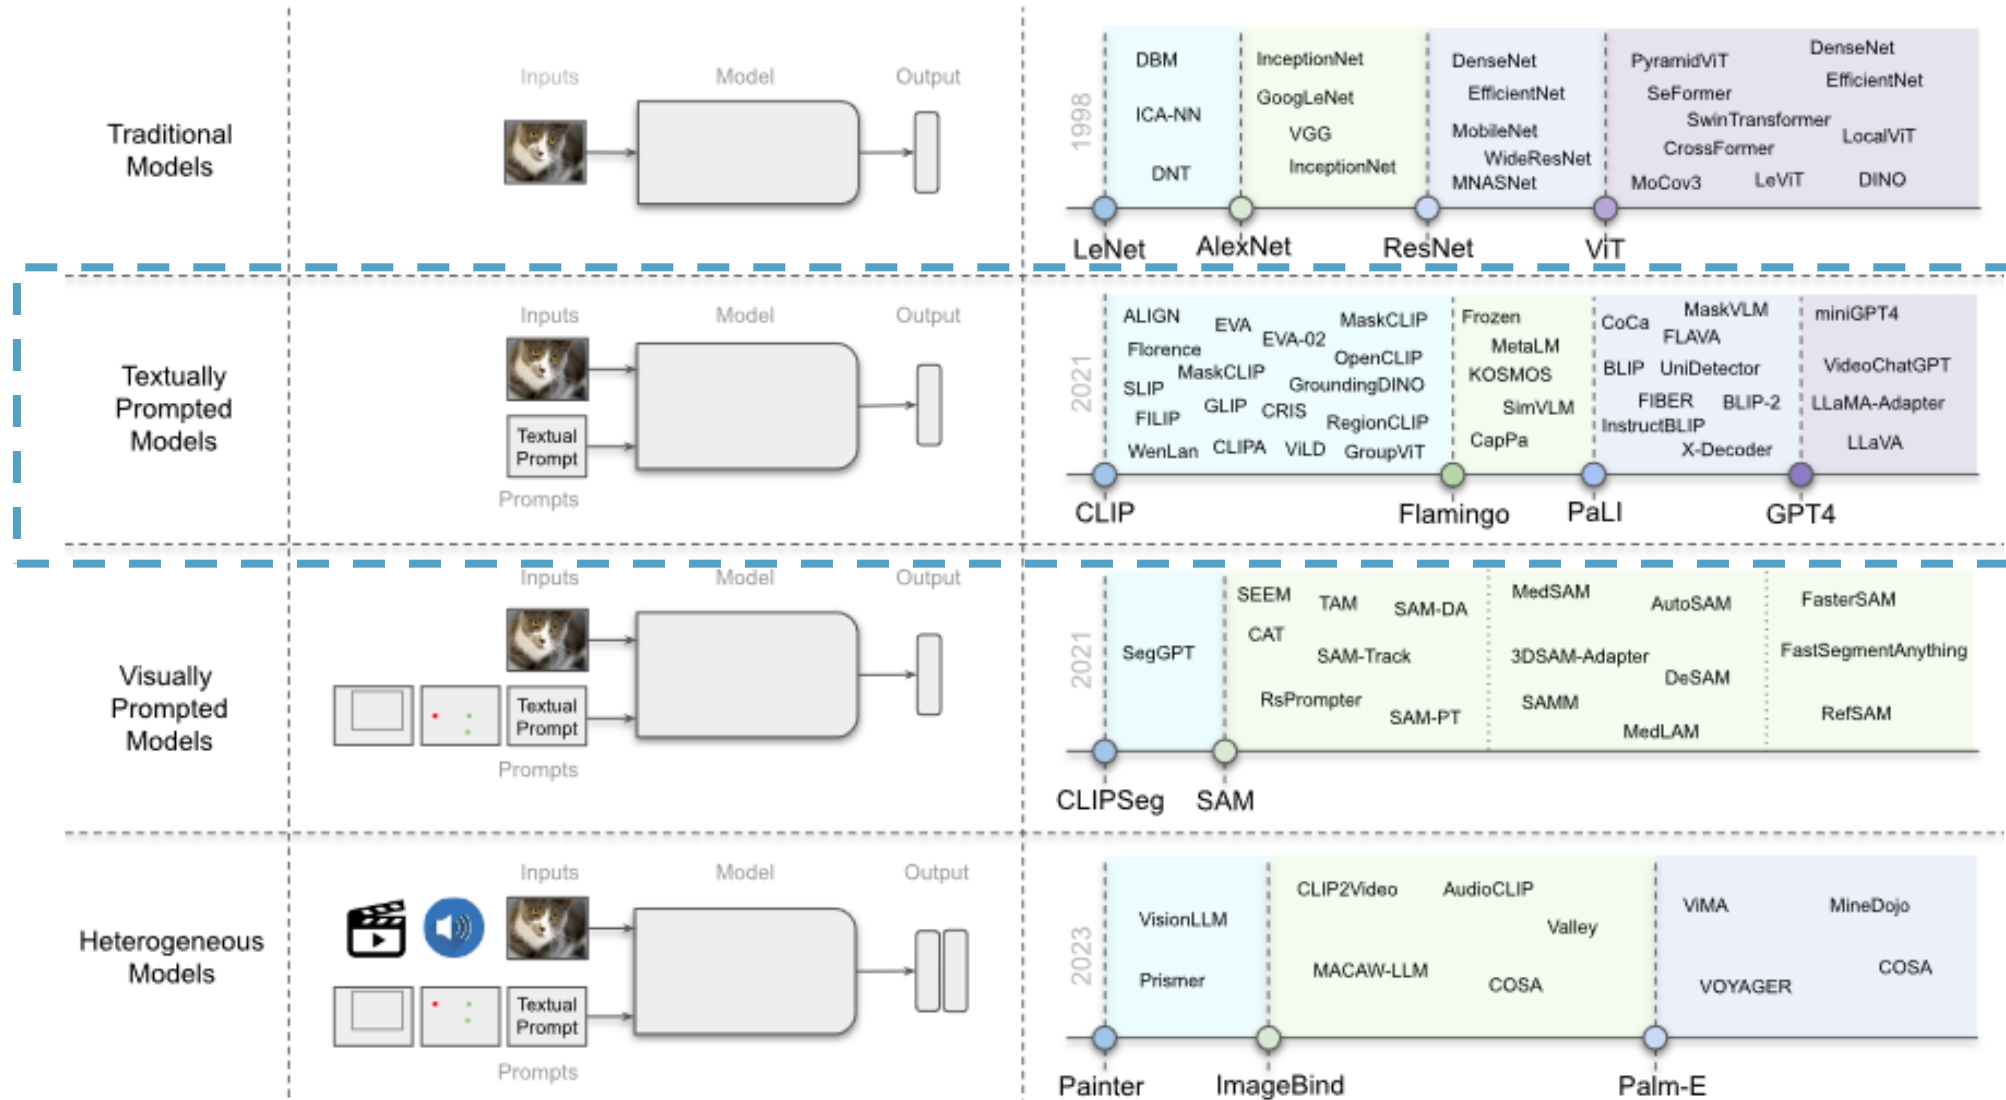 Traditional
Models
Inputs
Model
Output
1998
DBM
ICA-NN
DNT
InceptionNet
GoogLeNet
VGG
InceptionNet
DenseNet
EfficientNet
MobileNet
WideResNet
MNASNet
PyramidViT
DenseNet
EfficientNet
SeFormer
SwinTransformer
LocalViT
CrossFormer
MoCov3
LeViT
DINO
LeNet
AlexNet
ResNet
ViT
Textually
Prompted
Models
Inputs
Model
Output
Textual
Prompt
Prompts
2021
ALIGN
EVA
EVA-02
MaskCLIP
Florence
OpenCLIP
MaskCLIP
SLIP
GroundingDINO
FILIP
GLIP
CRIS
RegionCLIP
WenLan
CLIPA
ViLD
GroupViT
Frozen
MetaLM
KOSMOS
SimVLM
CapPa
MaskVLM
CoCa
FLAVA
BLIP
UniDetector
FIBER
BLIP-2
InstructBLIP
X-Decoder
miniGPT4
VideoChatGPT
LLaMA-Adapter
LLaVA
CLIP
Flamingo
PaLI
GPT4
Visually
Prompted
Models
Inputs
Model
Output
Textual
Prompt
Prompts
2021
SegGPT
SEEM
TAM
SAM-DA
CAT
SAM-Track
RsPrompter
SAM-PT
MedSAM
AutoSAM
3DSAM-Adapter
DeSAM
SAMM
MedLAM
FasterSAM
FastSegmentAnything
RefSAM
CLIPSeg
SAM
Heterogeneous
Models
Inputs
Model
Output
Textual
Prompt
Prompts
2023
VisionLLM
Prismer
CLIP2Video
AudioCLIP
Valley
MACAW-LLM
COSA
ViMA
MineDojo
COSA
VOYAGER
Painter
ImageBind
Palm-E